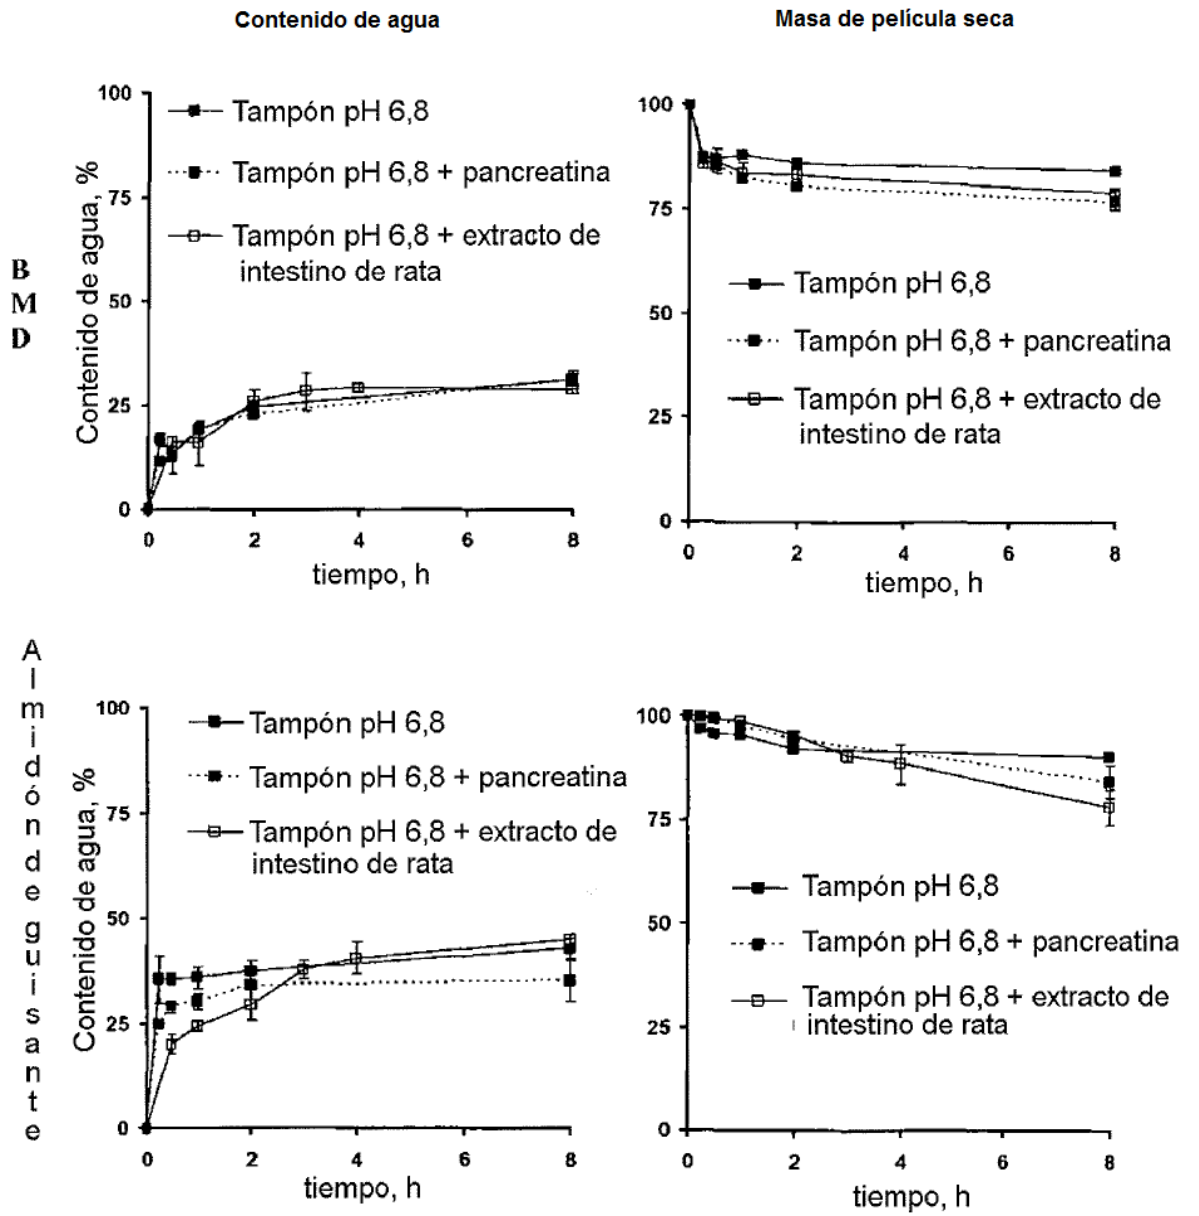 Contenido de agua
Masa de película seca
B
M
D
Contenido de agua, %
100
75
50
25
0
Tampón pH 6,8
Tampón pH 6,8 + pancreatina
Tampón pH 6,8 + extracto de
intestino de rata
0 2 4 6 8
tiempo, h
100
75
50
25
0
Tampón pH 6,8
Tampón pH 6,8 + pancreatina
Tampón pH 6,8 + extracto de
intestino de rata
0 2 4 6 8
tiempo, h
A
l
m
i
d
ó
n
d
e
g
u
i
s
a
n
t
e
Contenido de agua, %
100
75
50
25
0
Tampón pH 6,8
Tampón pH 6,8 + pancreatina
Tampón pH 6,8 + extracto de
intestino de rata
0 2 4 6 8
tiempo, h
100
75
50
25
0
Tampón pH 6,8
Tampón pH 6,8 + pancreatina
Tampón pH 6,8 + extracto de
intestino de rata
0 2 4 6 8
tiempo, h